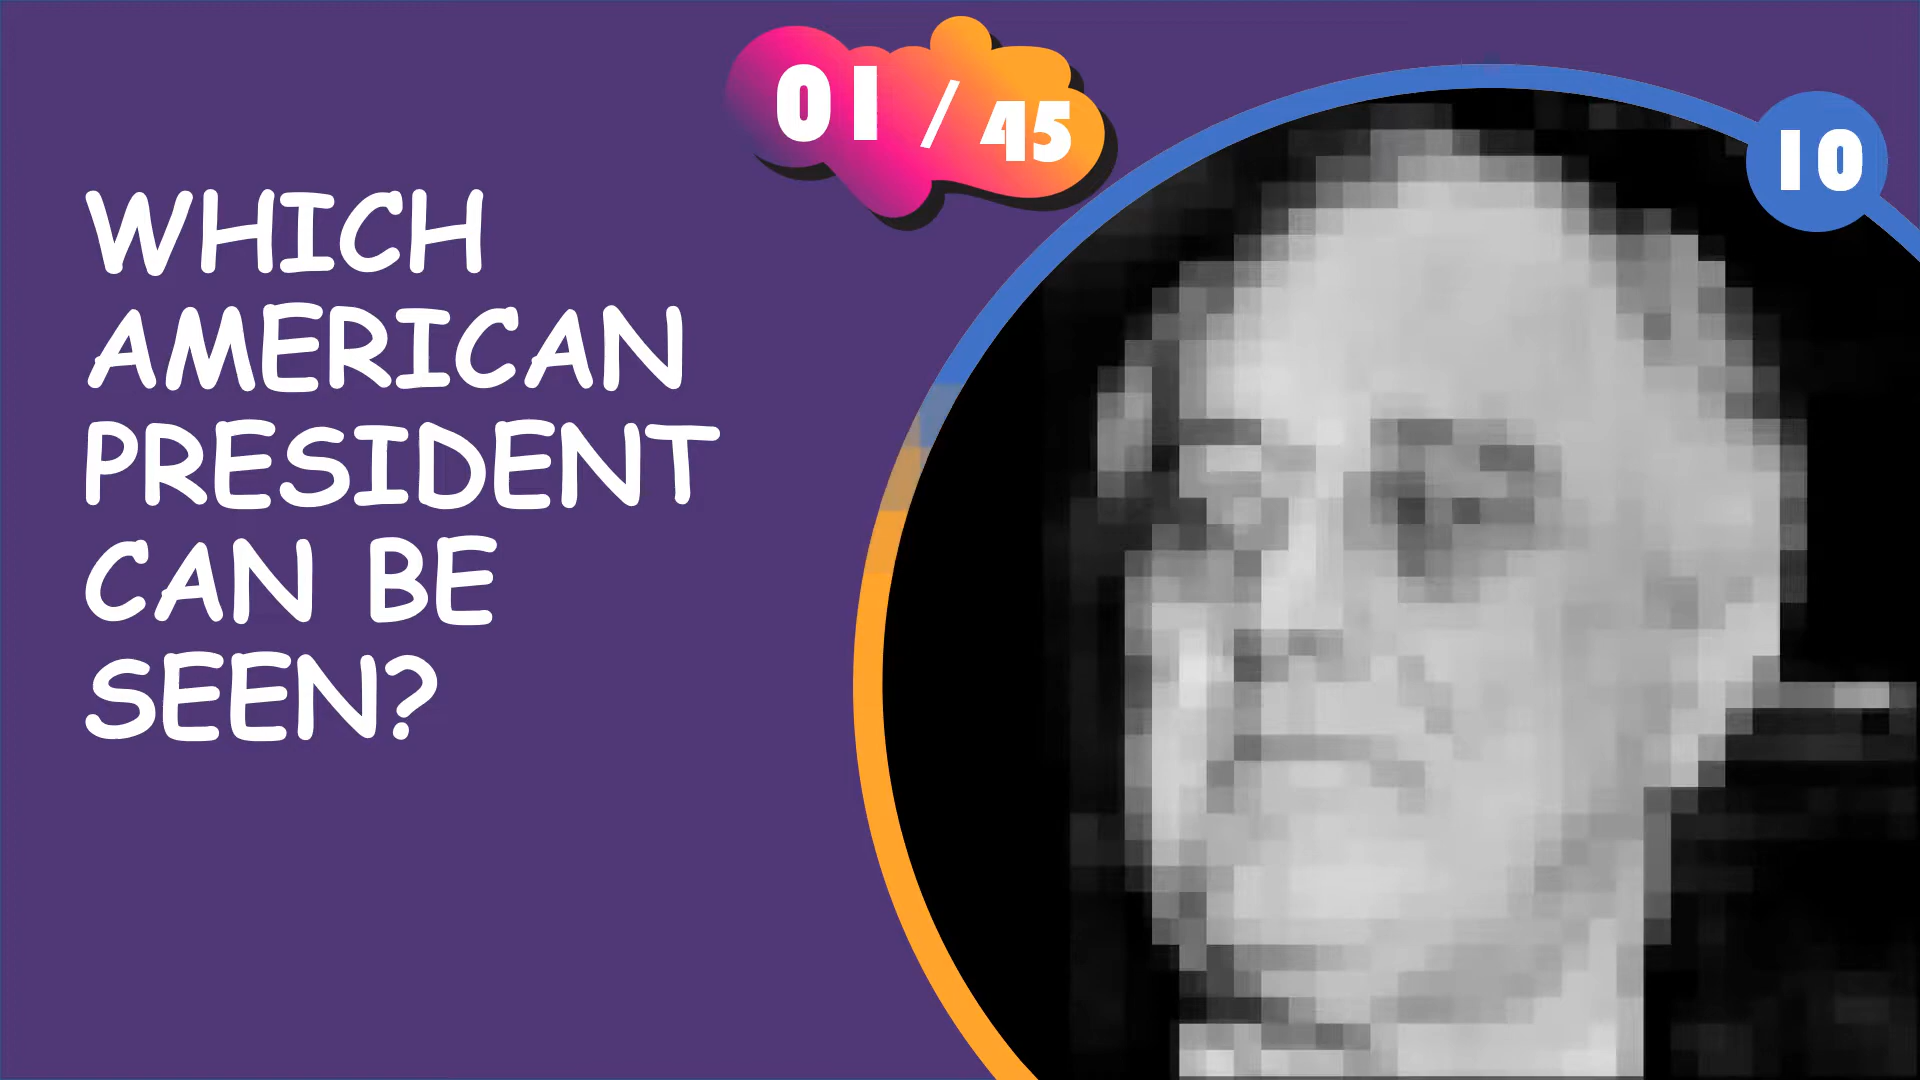 01 / 45
10
WHICH
AMERICAN
PRESIDENT
CAN BE
SEEN?